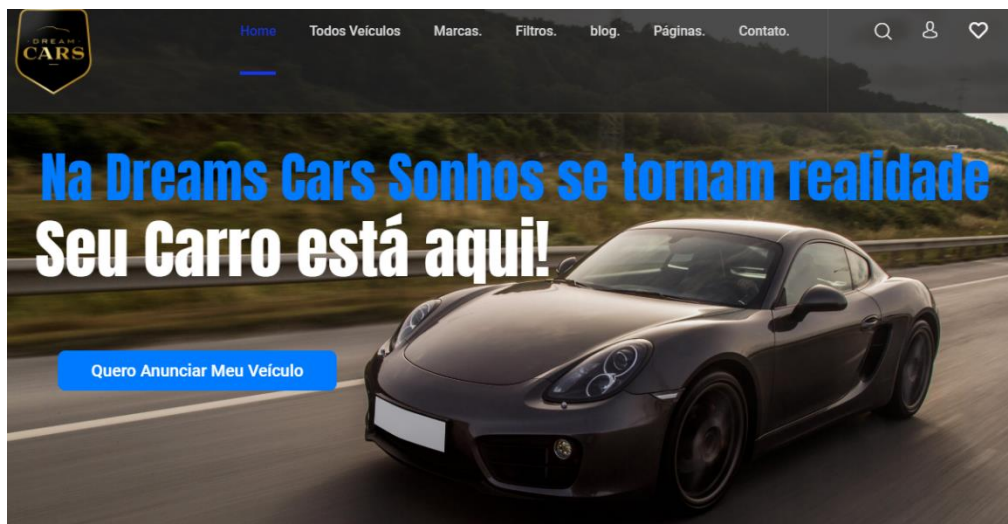 DREAM
CARS
Home Todos Veículos Marcas. Filtros. blog. Páginas. Contato.
Na Dreams Cars Sonhos se tornam realidade
Seu Carro está aqui!
Quero Anunciar Meu Veículo